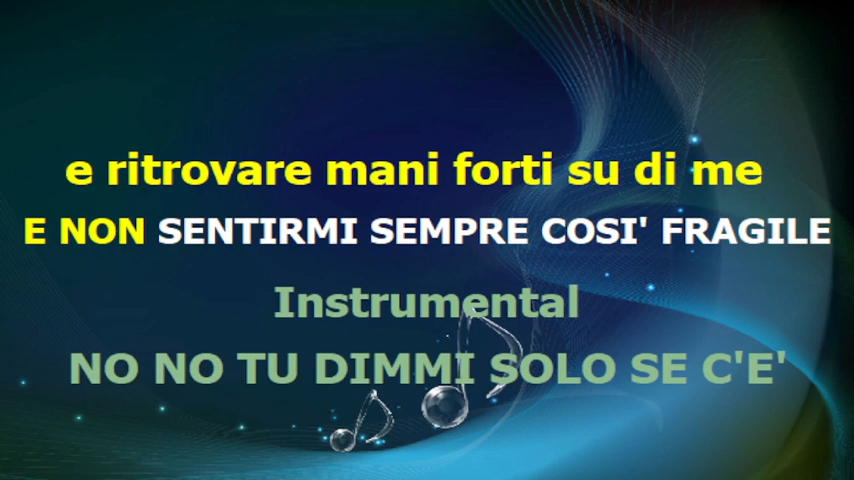 e ritrovare mani forti su di me
E NON SENTIRMI SEMPRE COSI' FRAGILE
Instrumental
NO NO TU DIMMI SOLO SE C'E'